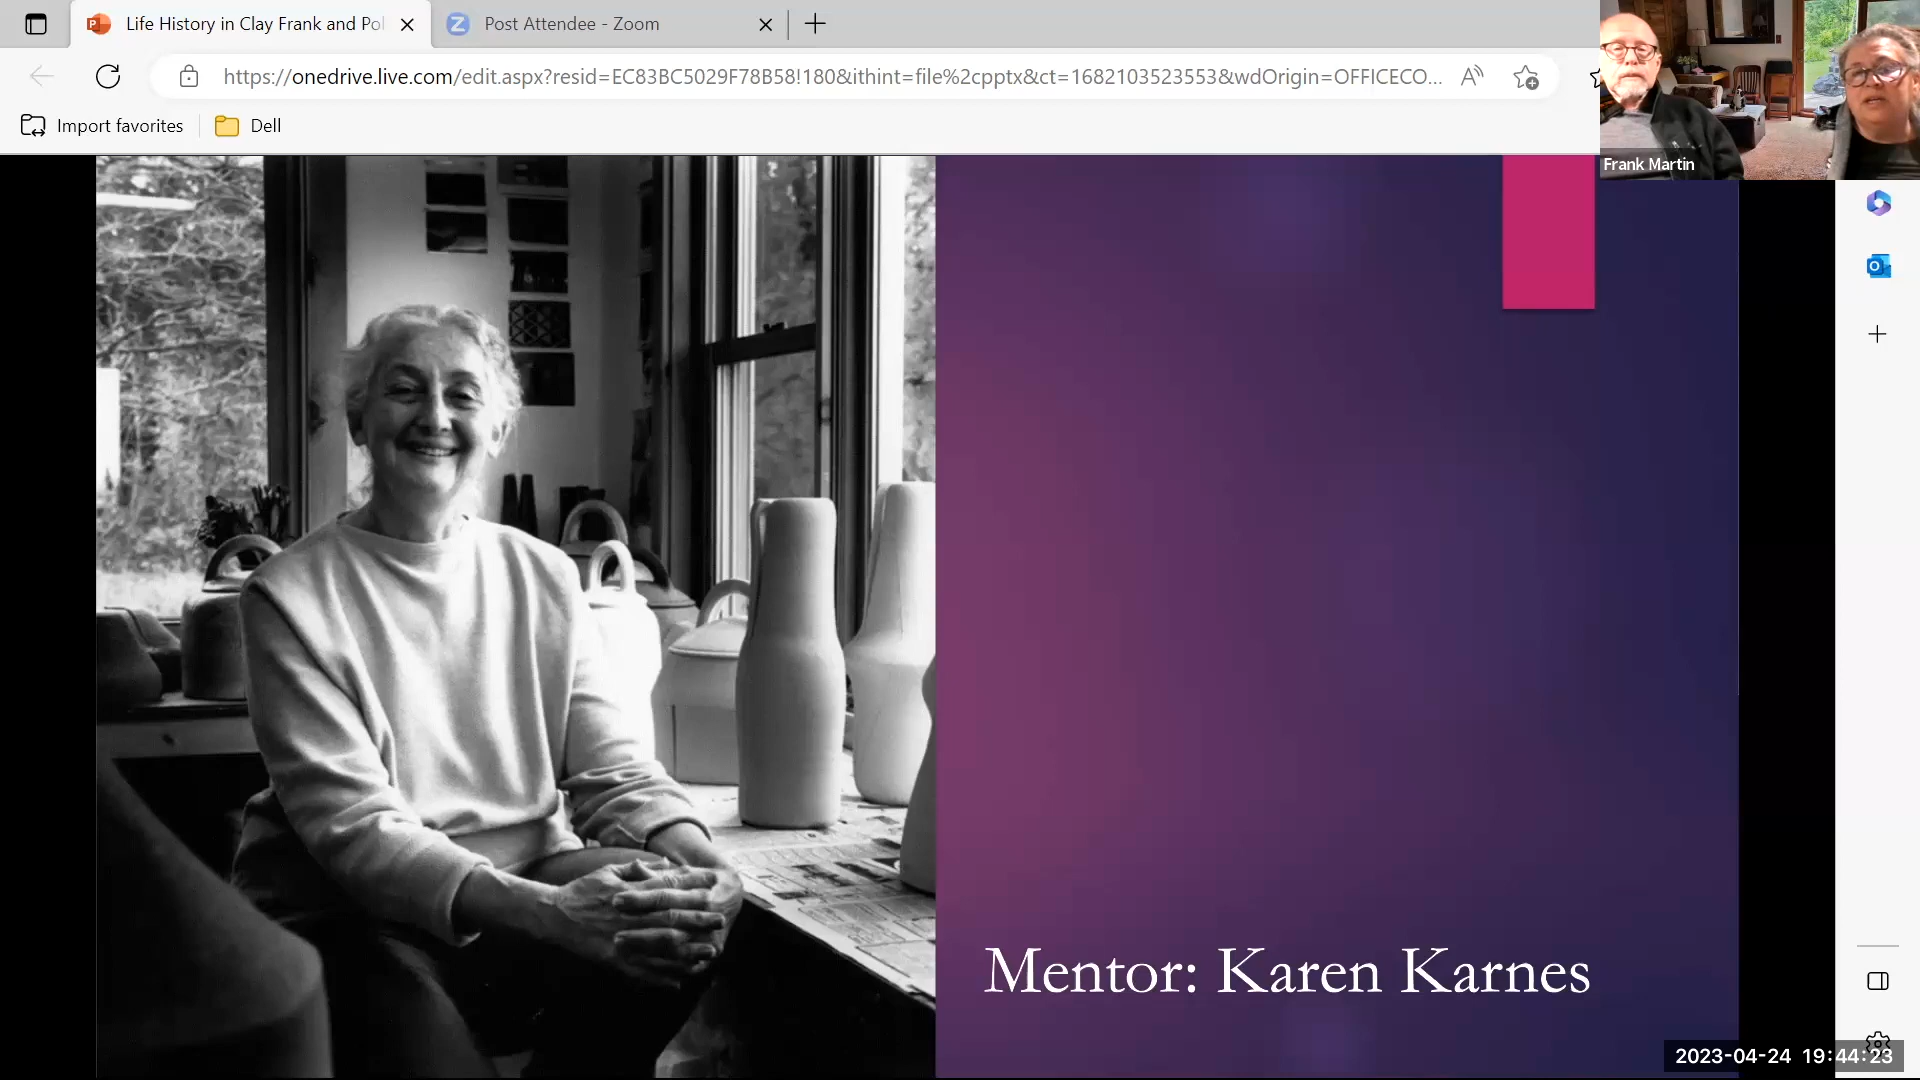 Life History in Clay Frank and Pol
Post Attendee - Zoom
https://onedrive.live.com/edit.aspx?resid=EC83BC5029F78B58!180&ithint=file%2cpptx&ct=1682103523553&wdOrigin=OFFICECO...
Import favorites
Dell
Frank Martin
Mentor: Karen Karnes
2023-04-24 19:44:23